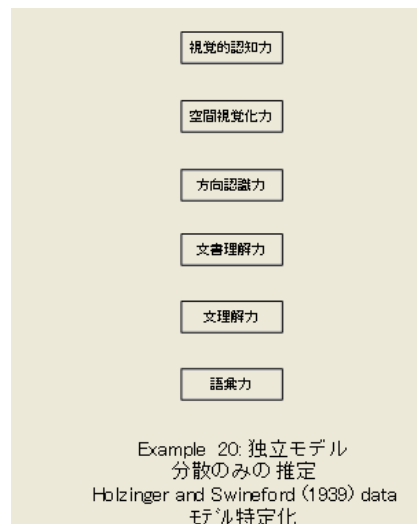 視覚的認知力
空間視覚化力
方向認識力
文書理解力
文理解力
語彙力
Example 20: 独立モデル
分散のみの推定
Holzinger and Swineford (1939) data
モデル特定化